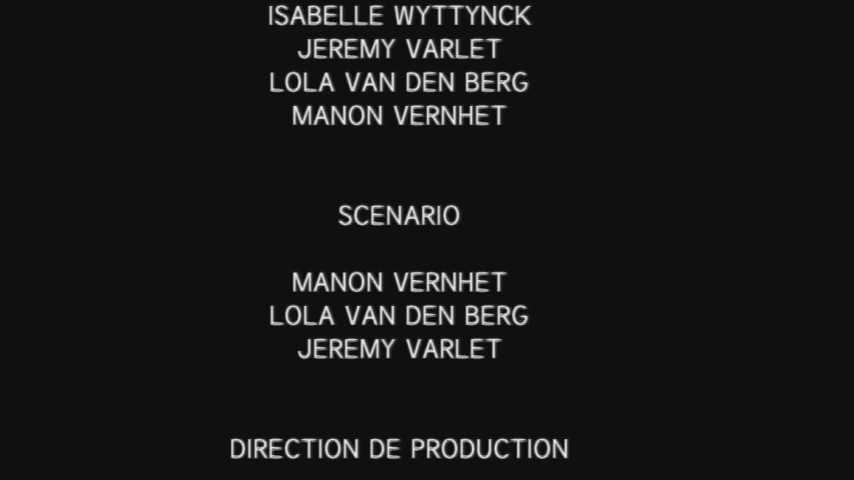 ISABELLE WYTTYNCK
JEREMY VARLET
LOLA VAN DEN BERG
MANON VERNHET
SCENARIO
MANON VERNHET
LOLA VAN DEN BERG
JEREMY VARLET
DIRECTION DE PRODUCTION